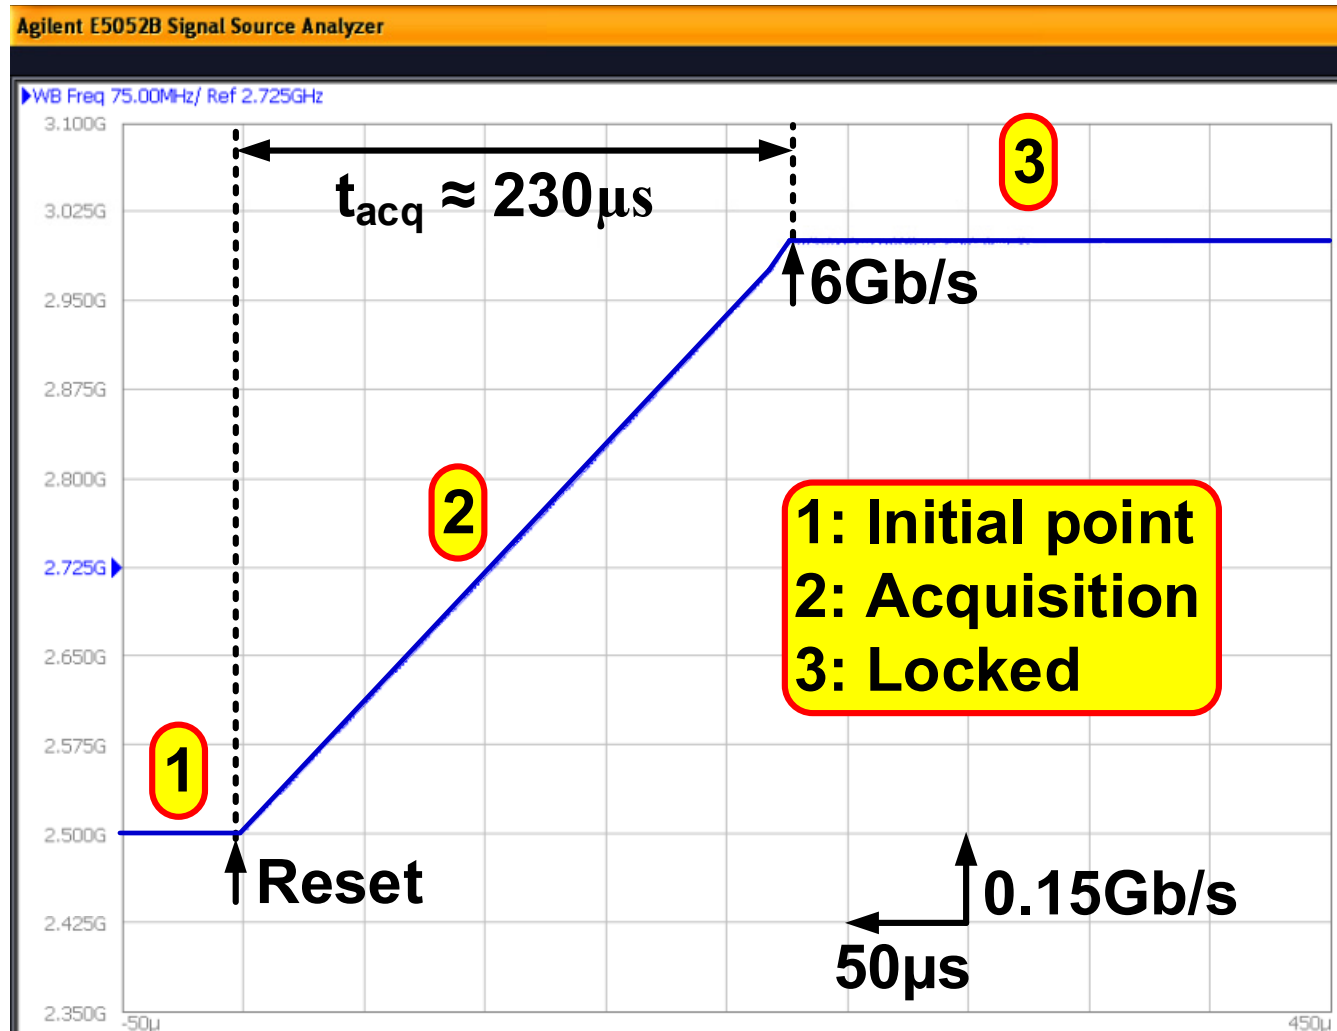 Agilent E5052B Signal Source Analyzer
WB Freq 75.00MHz/ Ref 2.725GHz
3.100G
3
tacq ≈ 230µs
3.025G
6Gb/s
2.950G
2.875G
2.800G
2
1: Initial point
2: Acquisition
3: Locked
2.725G
2.650G
2.575G
1
2.500G
Reset
0.15Gb/s
2.425G
50µs
2.350G
-50µ
450µ